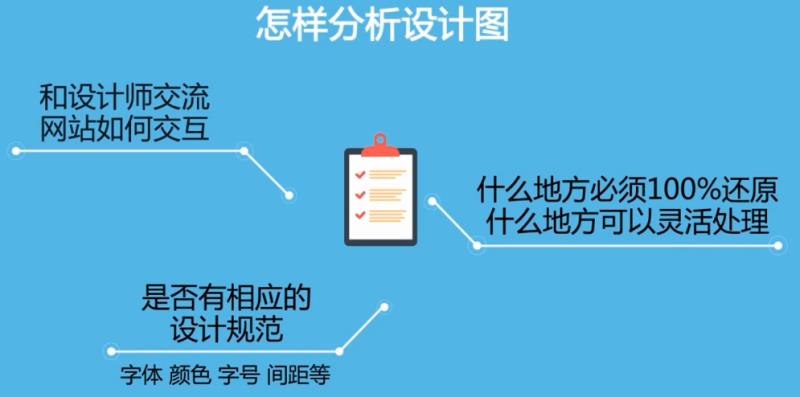 怎样分析设计图
和设计师交流
网站如何交互
什么地方必须100%还原
什么地方可以灵活处理
是否有相应的
设计规范
字体 颜色 字号 间距等